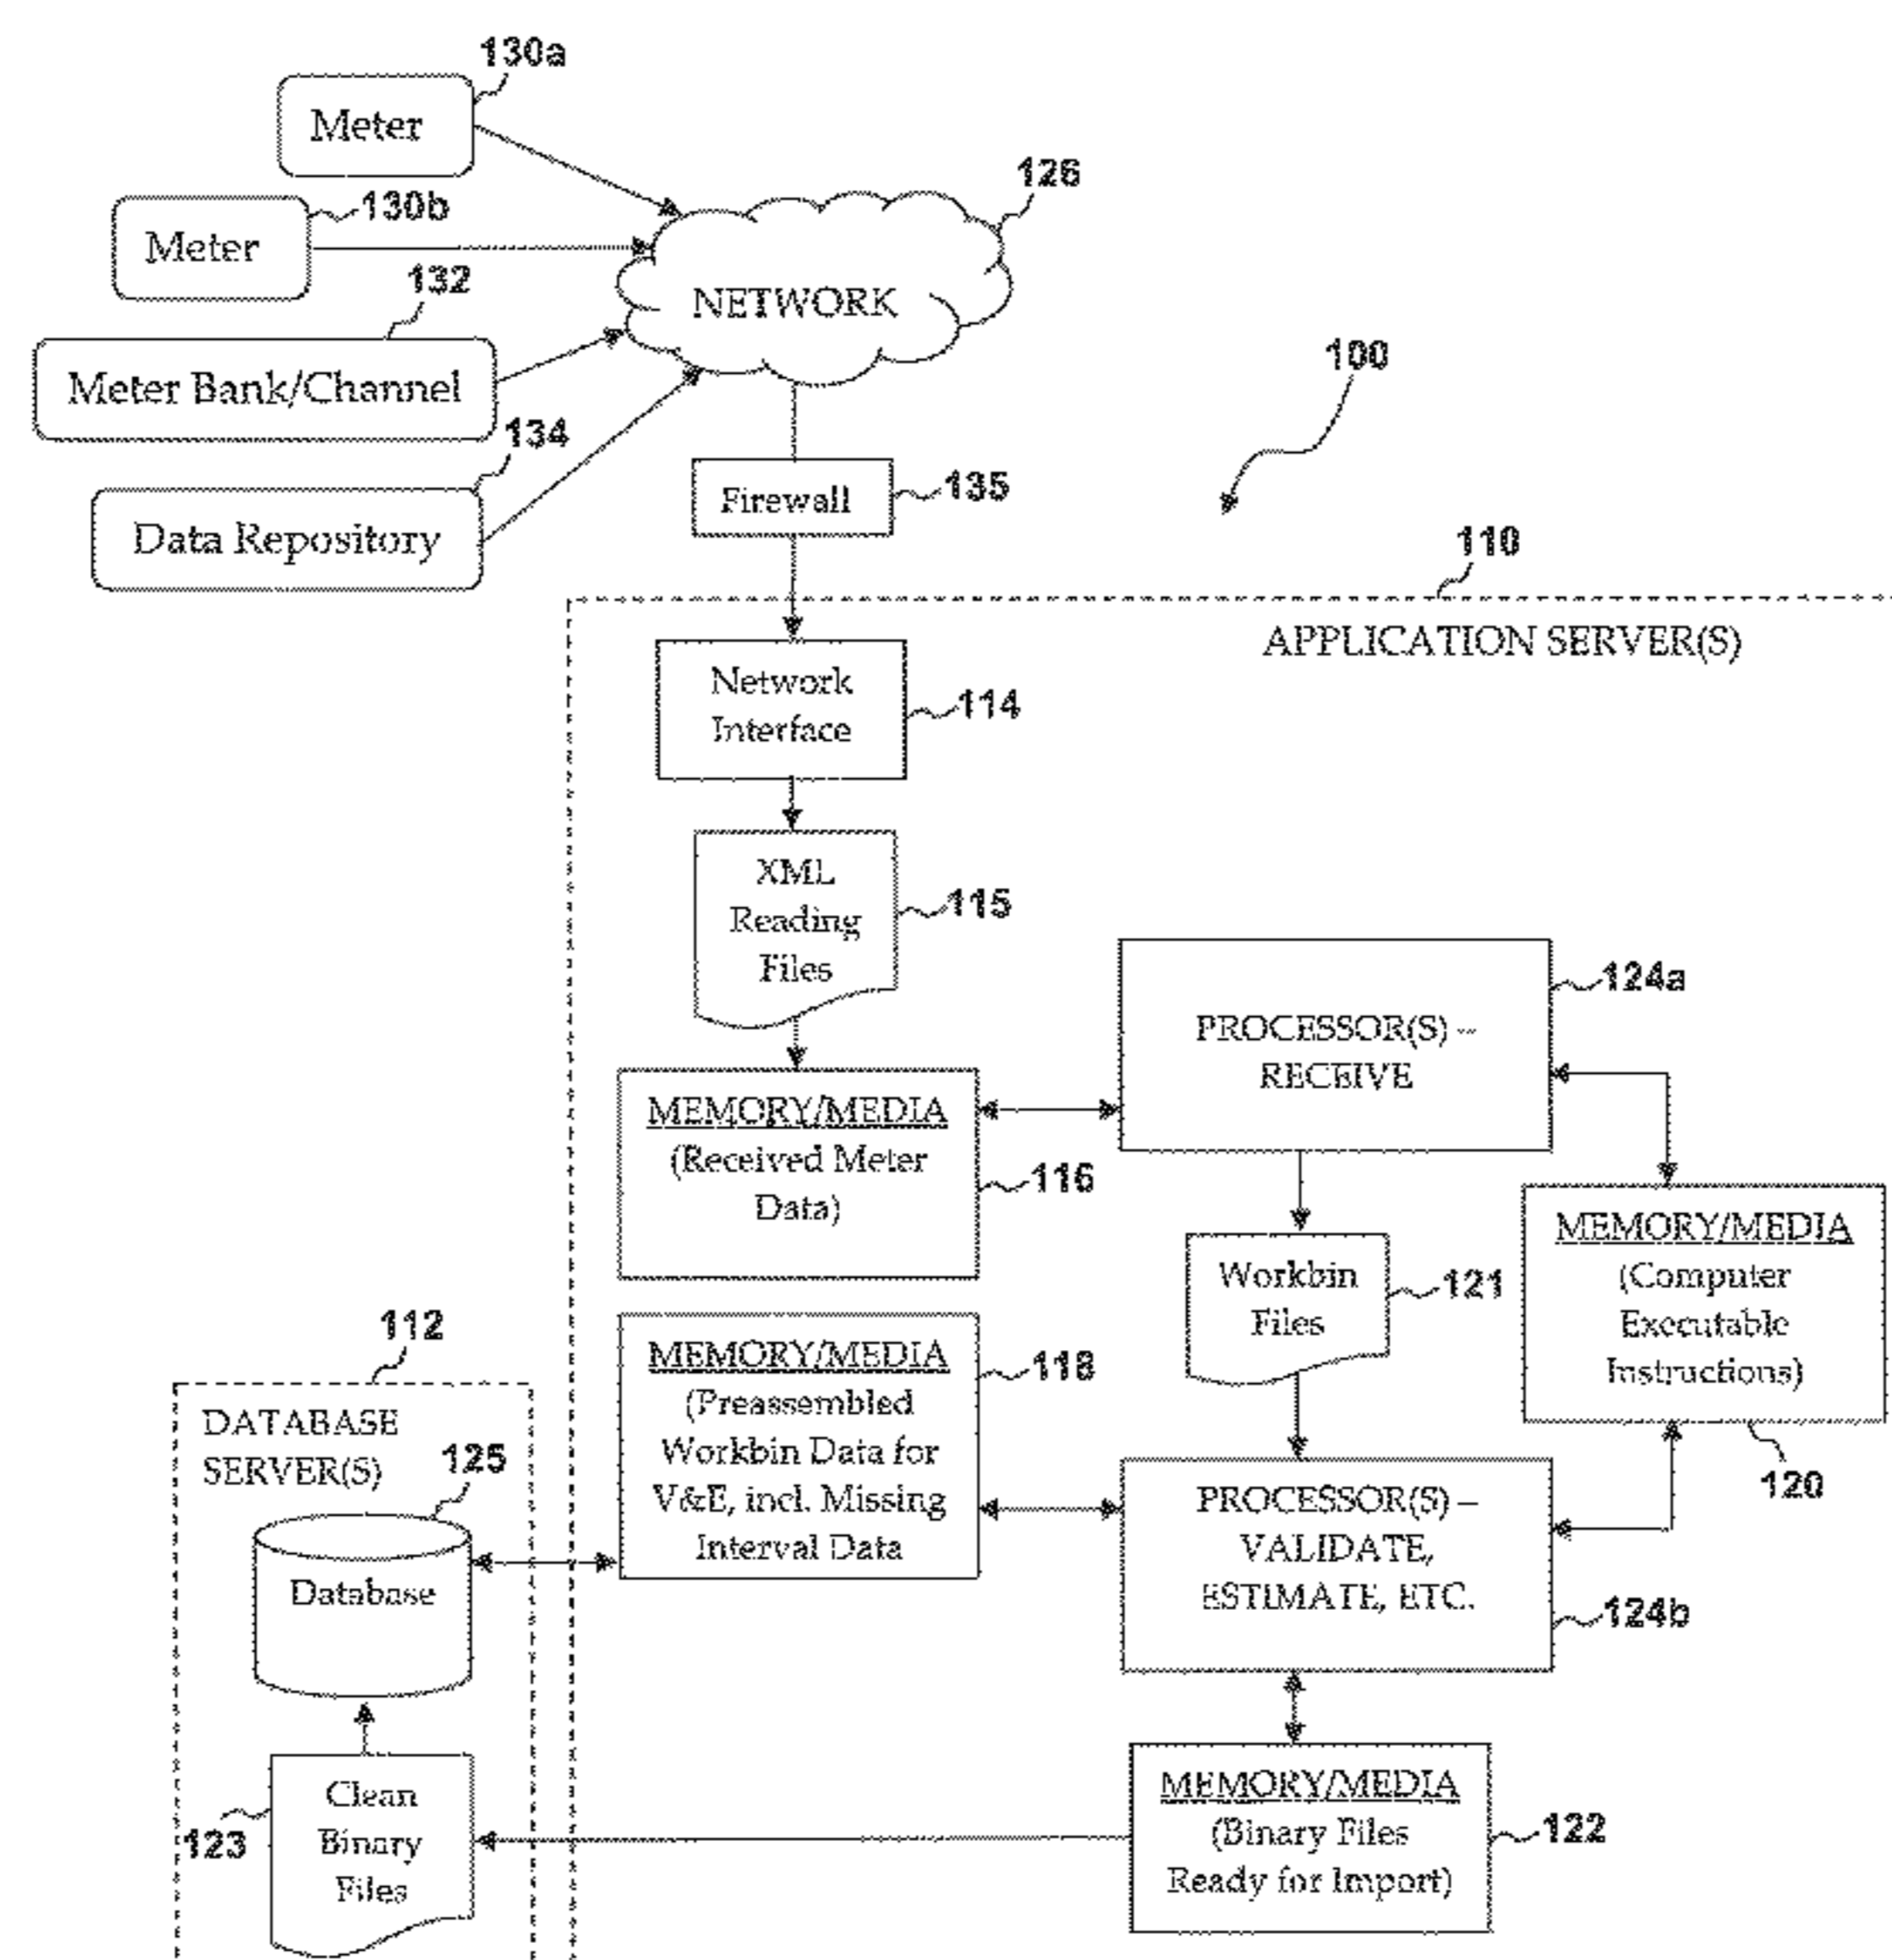 130a
Meter
126
130b
Meter
132
NETWORK
Meter Bank/Channel
100
134
Firewall
135
Data Repository
110
APPLICATION SERVER(S)
Network
Interface
114
XML
Reading
Files
115
124a
PROCESSOR(S) –
RECEIVE
MEMORY/MEDIA
(Received Meter
Data)
116
MEMORY/MEDIA
(Computer
Executable
Instructions)
120
Workbin
Files
121
112
MEMORY/MEDIA
(Preassembled
Workbin Data for
V&E, incl. Missing
Interval Data
118
DATABASE
SERVER(S)
125
Database
PROCESSOR(S) –
VALIDATE,
ESTIMATE, ETC.
124b
Clean
Binary
Files
123
MEMORY/MEDIA
(Binary Files
Ready for Import)
122